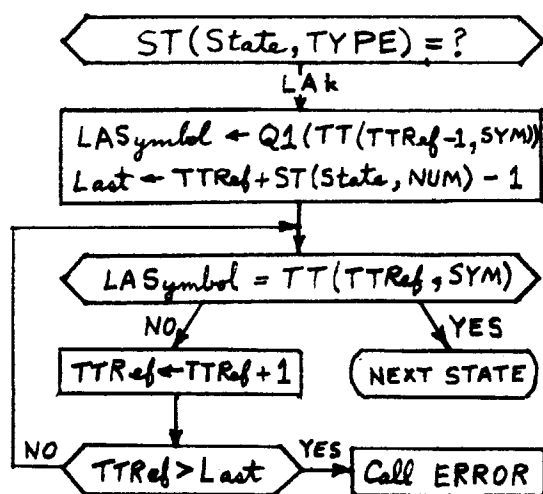 ST(State, TYPE) = ?
LAk
LASymbol ← Q1(TT(TTRef-1, SYM))
Last ← TTRef + ST(State, NUM) - 1
LASymbol = TT(TTRef, SYM)
NO
YES
TTRef ← TTRef + 1
NEXT STATE
NO
TTRef > Last
YES
Call ERROR